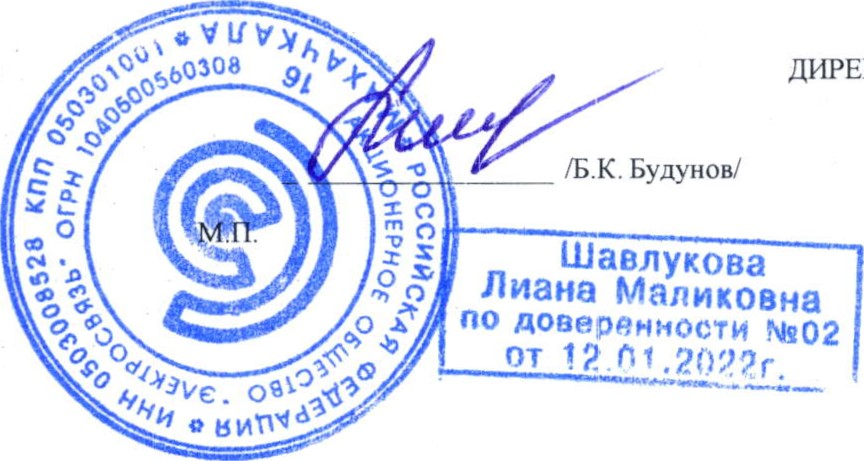 ДИРЕ
/Б.К. Будунов/
М.П.
РОССИЙСКАЯ ФЕДЕРАЦИЯ * ИНН 0503008528 КПП 050301001 * МАХАЧКАЛА
АКЦИОНЕРНОЕ ОБЩЕСТВО "ЭЛЕКТРОСВЯЗЬ" ОГРН 1040500560308
16
Шавлукова
Лиана Маликовна
по доверенности №02
от 12.01.2022г.